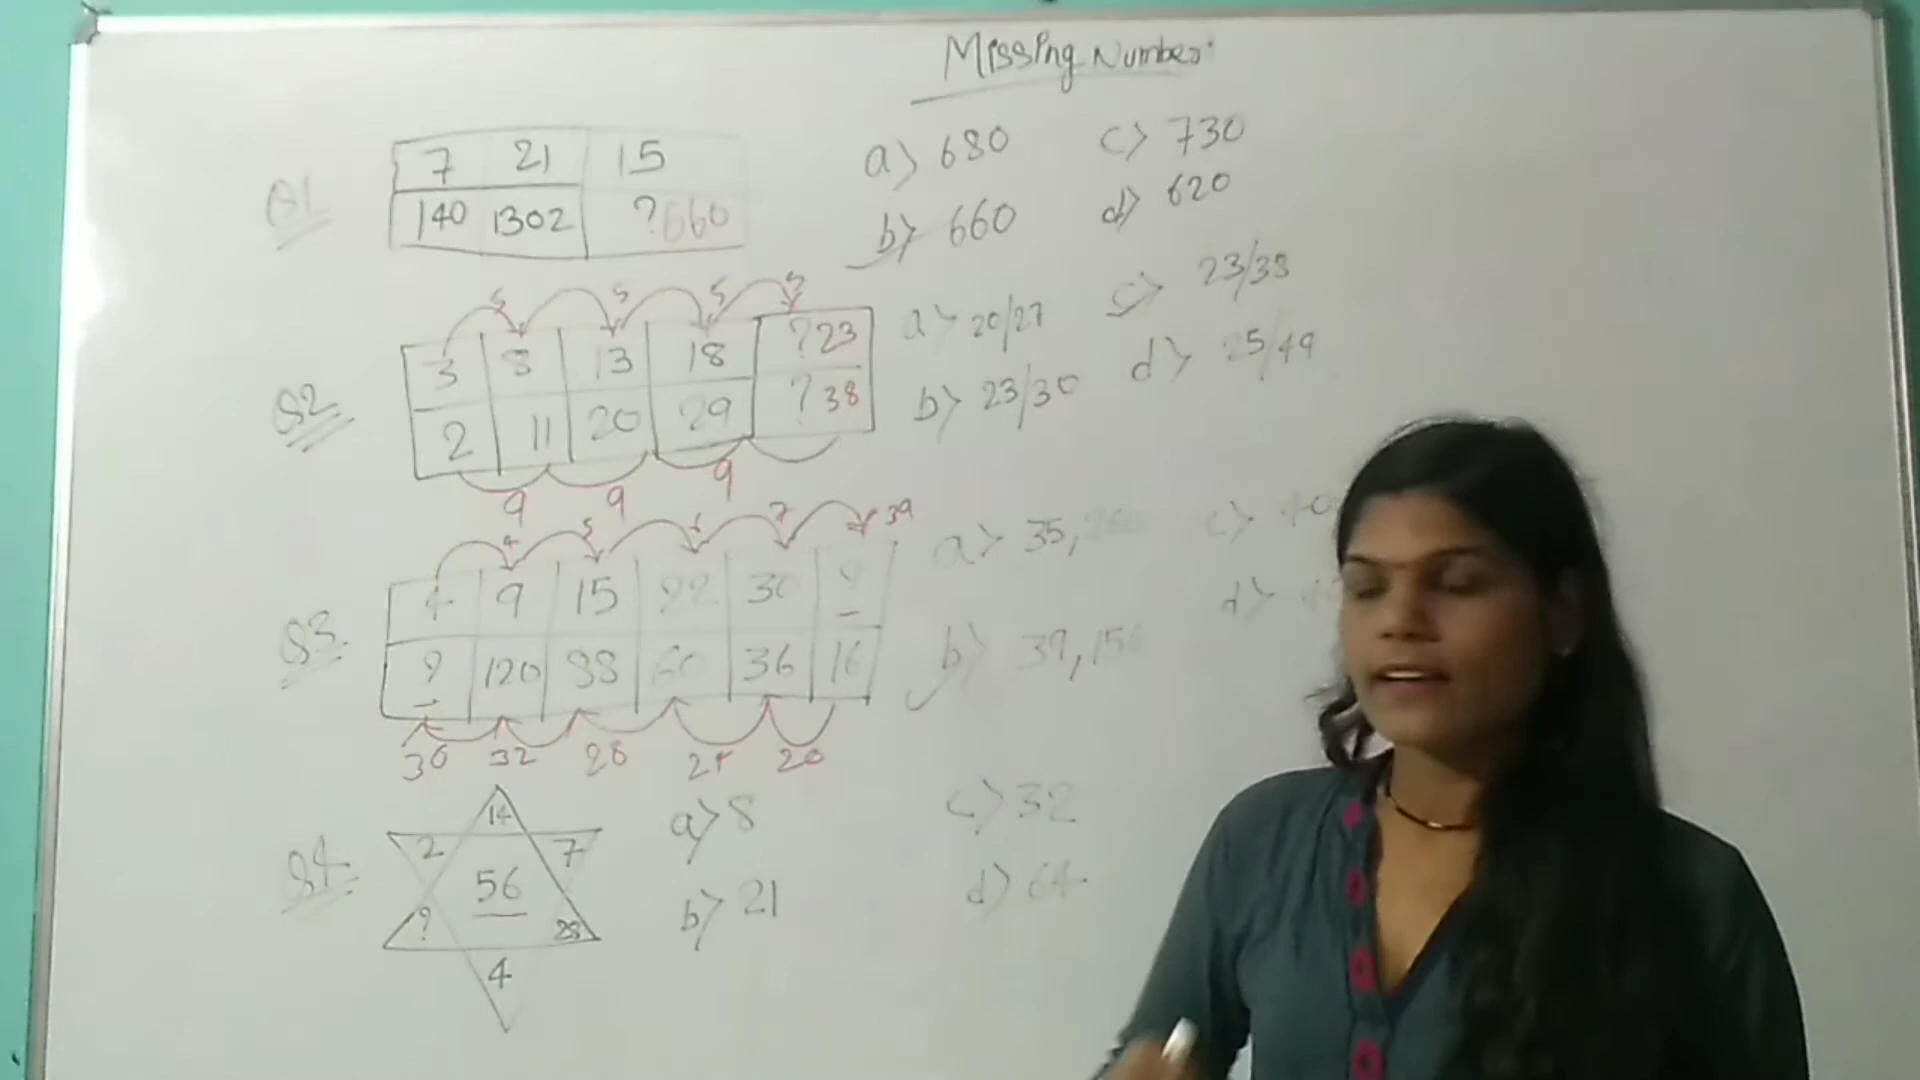 Missing Number:
Q1
7 21 15
140 1302 ? 660
a) 680 c) 730
b) 660 d) 620
5 5 5 5
Q2
3 8 13 18 ? 23
2 11 20 29 ? 38
9 9 9
a) 20/27 c) 23/38
b) 23/30 d) 25/49
4 5 6 7 39
Q3.
4 9 15 22 30 ?
? 120 88 60 36 16
36 32 28 24 20
a) 35, c)
b) 39,156 d)
Q4.
14
2 7
56
? 28
4
a) 8 c) 32
b) 21 d) 64